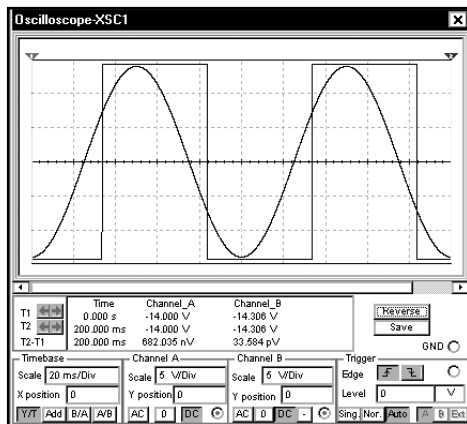 Oscilloscope-XSC1
Time Channel_A Channel_B
T1 0.000 s -14.000 V -14.306 V
T2 200.000 ms -14.000 V -14.306 V
T2-T1 200.000 ms 682.035 nV 33.584 pV
Reverse
Save
GND
Timebase Channel A Channel B Trigger
Scale 20 ms/Div Scale 5 V/Div Scale 5 V/Div Edge
X position 0 Y position 0 Y position 0 Level 0 V
Y/T Add B/A A/B AC 0 DC AC 0 DC - Sing. Nor. Auto A B Ext